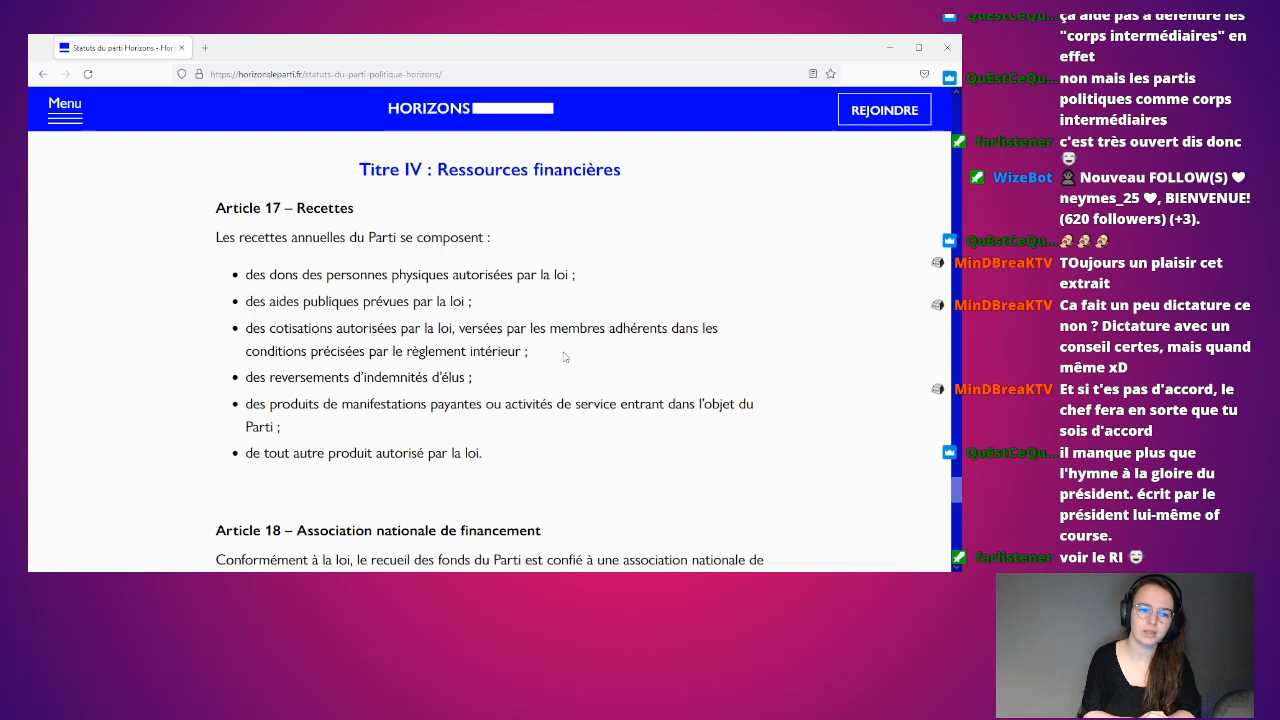 Statuts du parti Horizons - Hor
https://horizonsleparti.fr/statuts-du-parti-politique-horizons/
Menu
HORIZONS
REJOINDRE
Titre IV : Ressources financières
Article 17 – Recettes
Les recettes annuelles du Parti se composent :
• des dons des personnes physiques autorisées par la loi ;
• des aides publiques prévues par la loi ;
• des cotisations autorisées par la loi, versées par les membres adhérents dans les
conditions précisées par le règlement intérieur ;
• des reversements d’indemnités d’élus ;
• des produits de manifestations payantes ou activités de service entrant dans l’objet du
Parti ;
• de tout autre produit autorisé par la loi.
Article 18 – Association nationale de financement
Conformément à la loi, le recueil des fonds du Parti est confié à une association nationale de
QuEstCeQu... ça aide pas à défendre les
"corps intermédiaires" en
effet
QuEstCeQu... non mais les partis
politiques comme corps
intermédiaires
farlistener c'est très ouvert dis donc
WizeBot Nouveau FOLLOW(S)
neymes_25, BIENVENUE!
(620 followers) (+3).
QuEstCeQu...
MinDBreaKTV TOujours un plaisir cet
extrait
MinDBreaKTV Ca fait un peu dictature ce
non ? Dictature avec un
conseil certes, mais quand
même xD
MinDBreaKTV Et si t'es pas d'accord, le
chef fera en sorte que tu
sois d'accord
QuEstCeQu... il manque plus que
l'hymne à la gloire du
président. écrit par le
président lui-même of
course.
farlistener voir le RI